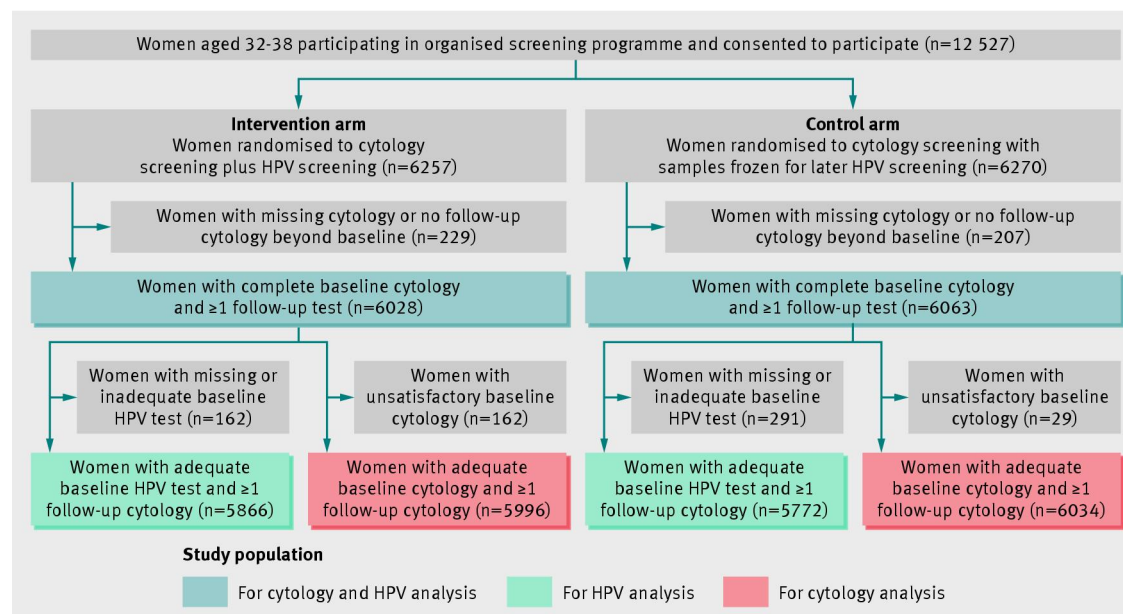 Women aged 32-38 participating in organised screening programme and consented to participate (n=12 527)
Intervention arm
Women randomised to cytology
screening plus HPV screening (n=6257)
Control arm
Women randomised to cytology screening with
samples frozen for later HPV screening (n=6270)
Women with missing cytology or no follow-up
cytology beyond baseline (n=229)
Women with missing cytology or no follow-up
cytology beyond baseline (n=207)
Women with complete baseline cytology
and ≥1 follow-up test (n=6028)
Women with complete baseline cytology
and ≥1 follow-up test (n=6063)
Women with missing or
inadequate baseline
HPV test (n=162)
Women with
unsatisfactory baseline
cytology (n=162)
Women with missing or
inadequate baseline
HPV test (n=291)
Women with
unsatisfactory baseline
cytology (n=29)
Women with adequate
baseline HPV test and ≥1
follow-up cytology (n=5866)
Women with adequate
baseline cytology and ≥1
follow-up cytology (n=5996)
Women with adequate
baseline HPV test and ≥1
follow-up cytology (n=5772)
Women with adequate
baseline cytology and ≥1
follow-up cytology (n=6034)
Study population
For cytology and HPV analysis
For HPV analysis
For cytology analysis